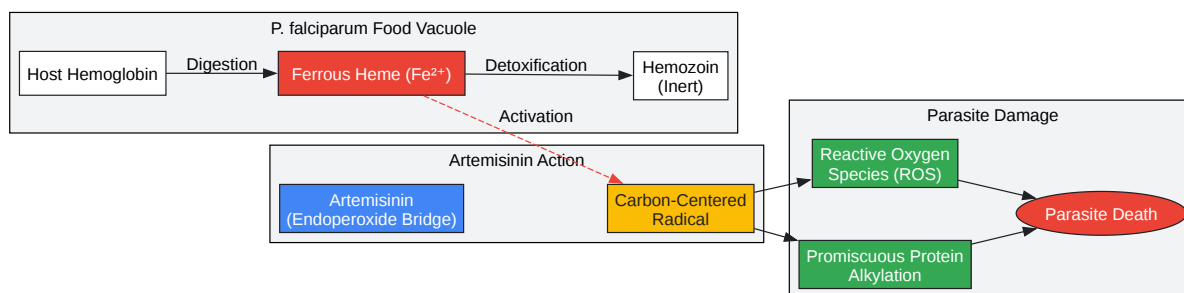 P. falciparum Food Vacuole
Host Hemoglobin
Digestion
Ferrous Heme (Fe²⁺)
Detoxification
Hemozoin
(Inert)
Activation
Artemisinin Action
Artemisinin
(Endoperoxide Bridge)
Carbon-Centered
Radical
Parasite Damage
Reactive Oxygen
Species (ROS)
Promiscuous Protein
Alkylation
Parasite Death